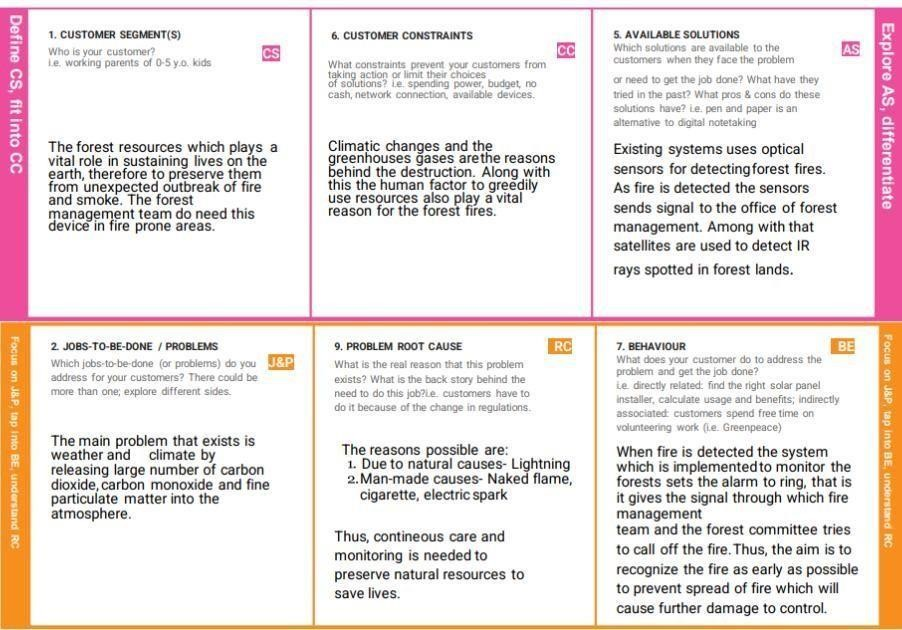 Define CS, fit into CC
1. CUSTOMER SEGMENT(S)
CS
Who is your customer?
i.e. working parents of 0-5 y.o. kids
The forest resources which plays a
vital role in sustaining lives on the
earth, therefore to preserve them
from unexpected outbreak of fire
and smoke. The forest
management team do need this
device in fire prone areas.
6. CUSTOMER CONSTRAINTS
CC
What constraints prevent your customers from
taking action or limit their choices
of solutions? i.e. spending power, budget, no
cash, network connection, available devices.
Climatic changes and the
greenhouses gases arethe reasons
behind the destruction. Along with
this the human factor to greedily
use resources also play a vital
reason for the forest fires.
5. AVAILABLE SOLUTIONS
AS
Which solutions are available to the
customers when they face the problem
or need to get the job done? What have they
tried in the past? What pros & cons do these
solutions have? i.e. pen and paper is an
alternative to digital notetaking
Existing systems uses optical
sensors for detecting forest fires.
As fire is detected the sensors
sends signal to the office of forest
management. Among with that
satellites are used to detect IR
rays spotted in forest lands.
Explore AS, differentiate
Focus on J&P, tap into BE, understand RC
2. JOBS-TO-BE-DONE / PROBLEMS
J&P
Which jobs-to-be-done (or problems) do you
address for your customers? There could be
more than one; explore different sides.
The main problem that exists is
weather and climate by
releasing large number of carbon
dioxide, carbon monoxide and fine
particulate matter into the
atmosphere.
9. PROBLEM ROOT CAUSE
RC
What is the real reason that this problem
exists? What is the back story behind the
need to do this job?i.e. customers have to
do it because of the change in regulations.
The reasons possible are:
1. Due to natural causes- Lightning
2.Man-made causes- Naked flame,
cigarette, electric spark
Thus, contineous care and
monitoring is needed to
preserve natural resources to
save lives.
7. BEHAVIOUR
BE
What does your customer do to address the
problem and get the job done?
i.e. directly related: find the right solar panel
installer, calculate usage and benefits; indirectly
associated: customers spend free time on
volunteering work (i.e. Greenpeace)
When fire is detected the system
which is implemented to monitor the
forests sets the alarm to ring, that is
it gives the signal through which fire
management
team and the forest committee tries
to call off the fire. Thus, the aim is to
recognize the fire as early as possible
to prevent spread of fire which will
cause further damage to control.
Focus on J&P, tap into BE, understand RC